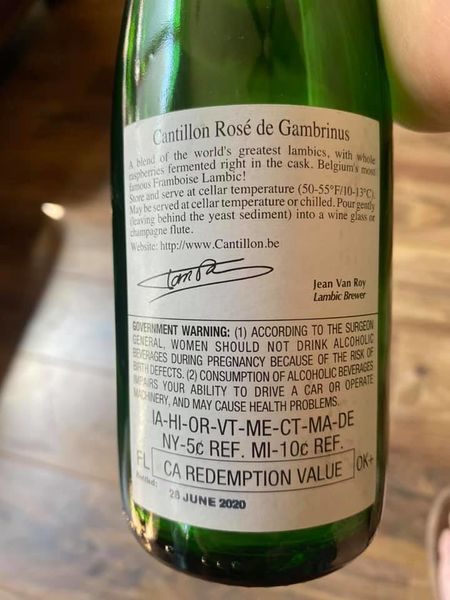 Cantillon Rosé de Gambrinus
A blend of the world's greatest lambics, with whole
raspberries fermented right in the cask. Belgium's most
famous Framboise Lambic!
Store and serve at cellar temperature (50-55°F/10-13°C).
May be served at cellar temperature or chilled. Pour gently
(leaving behind the yeast sediment) into a wine glass or
champagne flute.
Website: http://www.Cantillon.be
Jean Van Roy
Lambic Brewer
GOVERNMENT WARNING: (1) ACCORDING TO THE SURGEON
GENERAL, WOMEN SHOULD NOT DRINK ALCOHOLIC
BEVERAGES DURING PREGNANCY BECAUSE OF THE RISK OF
BIRTH DEFECTS. (2) CONSUMPTION OF ALCOHOLIC BEVERAGES
IMPAIRS YOUR ABILITY TO DRIVE A CAR OR OPERATE
MACHINERY, AND MAY CAUSE HEALTH PROBLEMS.
IA-HI-OR-VT-ME-CT-MA-DE
NY-5¢ REF. MI-10¢ REF.
FL CA REDEMPTION VALUE OK+
Bottled:
28 JUNE 2020